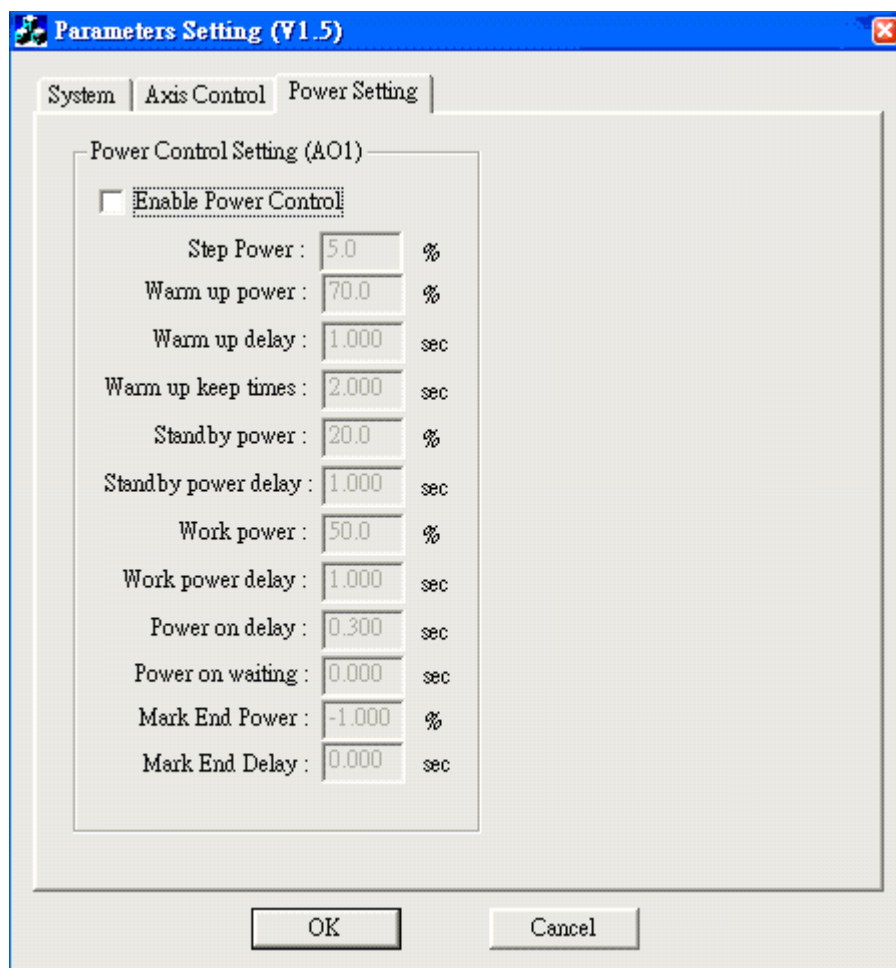 Parameters Setting (V1.5)
System Axis Control Power Setting
Power Control Setting (AO1)
Enable Power Control
Step Power : 5.0 %
Warm up power : 70.0 %
Warm up delay : 1.000 sec
Warm up keep times : 2.000 sec
Standby power : 20.0 %
Standby power delay : 1.000 sec
Work power : 50.0 %
Work power delay : 1.000 sec
Power on delay : 0.300 sec
Power on waiting : 0.000 sec
Mark End Power : -1.000 %
Mark End Delay : 0.000 sec
OK Cancel